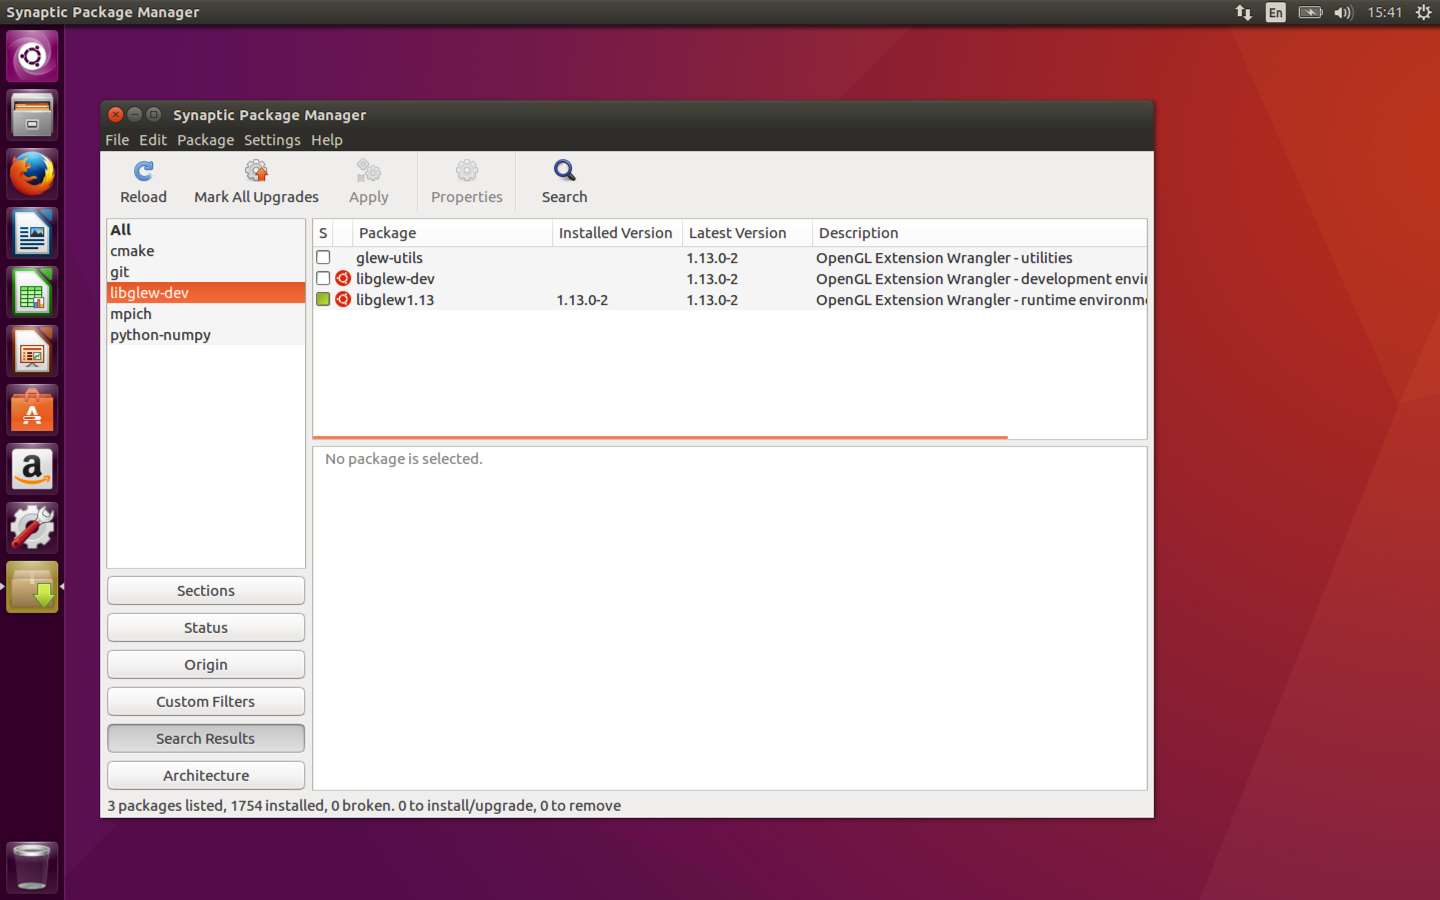 Synaptic Package Manager
En
15:41
Synaptic Package Manager
File Edit Package Settings Help
Reload Mark All Upgrades Apply Properties Search
All
cmake
git
libglew-dev
mpich
python-numpy
S Package Installed Version Latest Version Description
glew-utils 1.13.0-2 OpenGL Extension Wrangler - utilities
libglew-dev 1.13.0-2 OpenGL Extension Wrangler - development envir
libglew1.13 1.13.0-2 1.13.0-2 OpenGL Extension Wrangler - runtime environme
No package is selected.
Sections
Status
Origin
Custom Filters
Search Results
Architecture
3 packages listed, 1754 installed, 0 broken. 0 to install/upgrade, 0 to remove